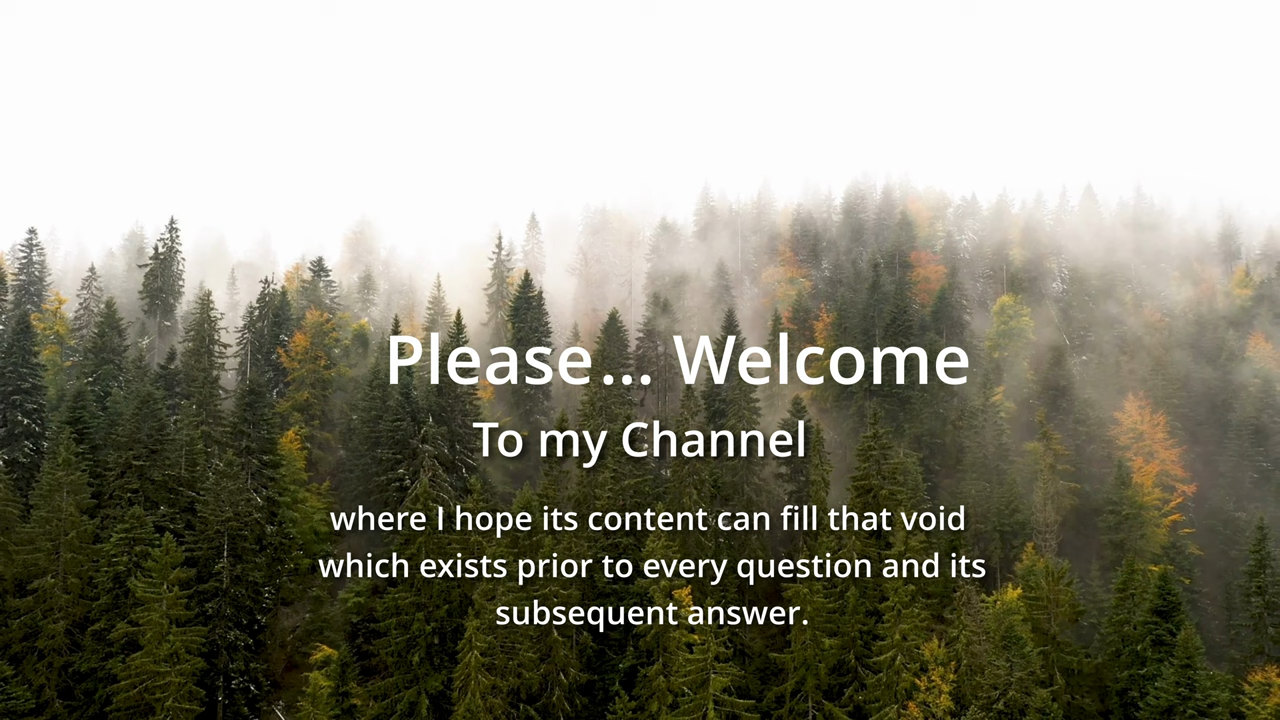 Please... Welcome
To my Channel
where I hope its content can fill that void
which exists prior to every question and its
subsequent answer.